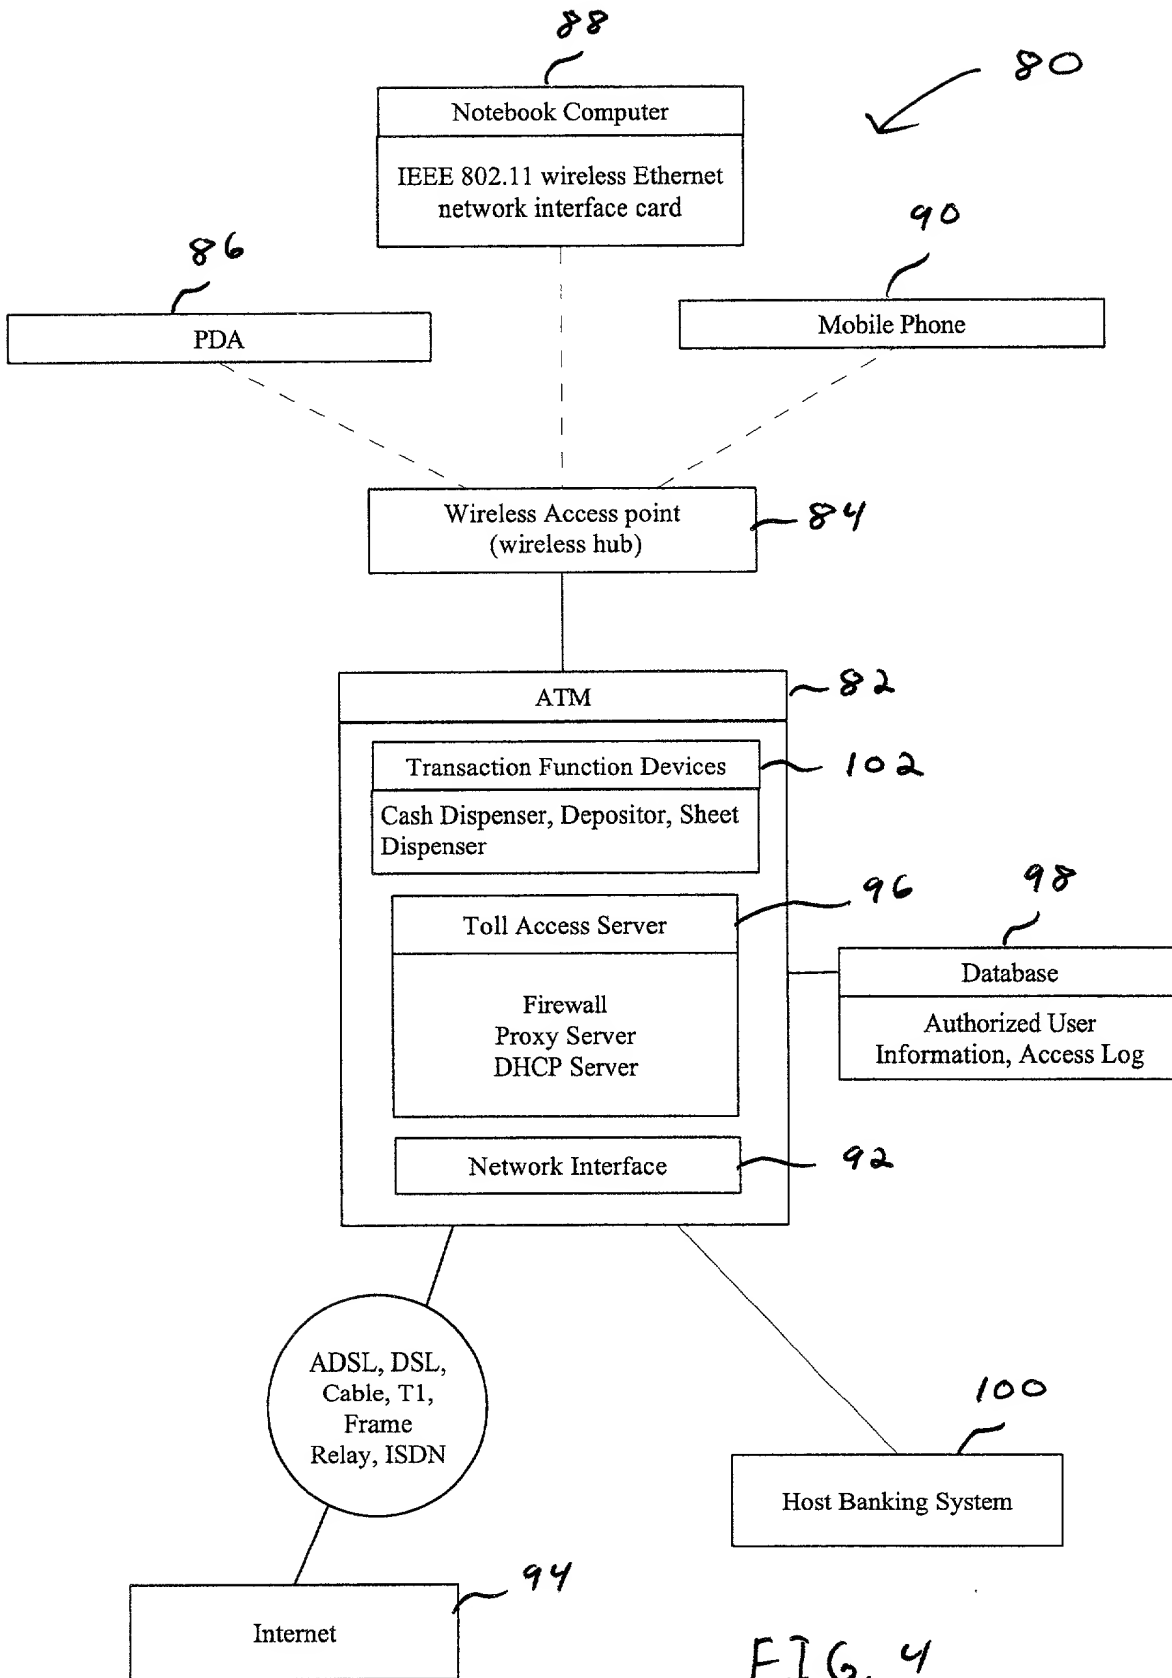 88
80
Notebook Computer
IEEE 802.11 wireless Ethernet
network interface card
90
86
PDA
Mobile Phone
Wireless Access point
(wireless hub)
84
ATM
82
Transaction Function Devices
102
Cash Dispenser, Depositor, Sheet
Dispenser
96
98
Toll Access Server
Database
Firewall
Proxy Server
DHCP Server
Authorized User
Information, Access Log
Network Interface
92
ADSL, DSL,
Cable, T1,
Frame
Relay, ISDN
100
Host Banking System
94
Internet
FIG. 4